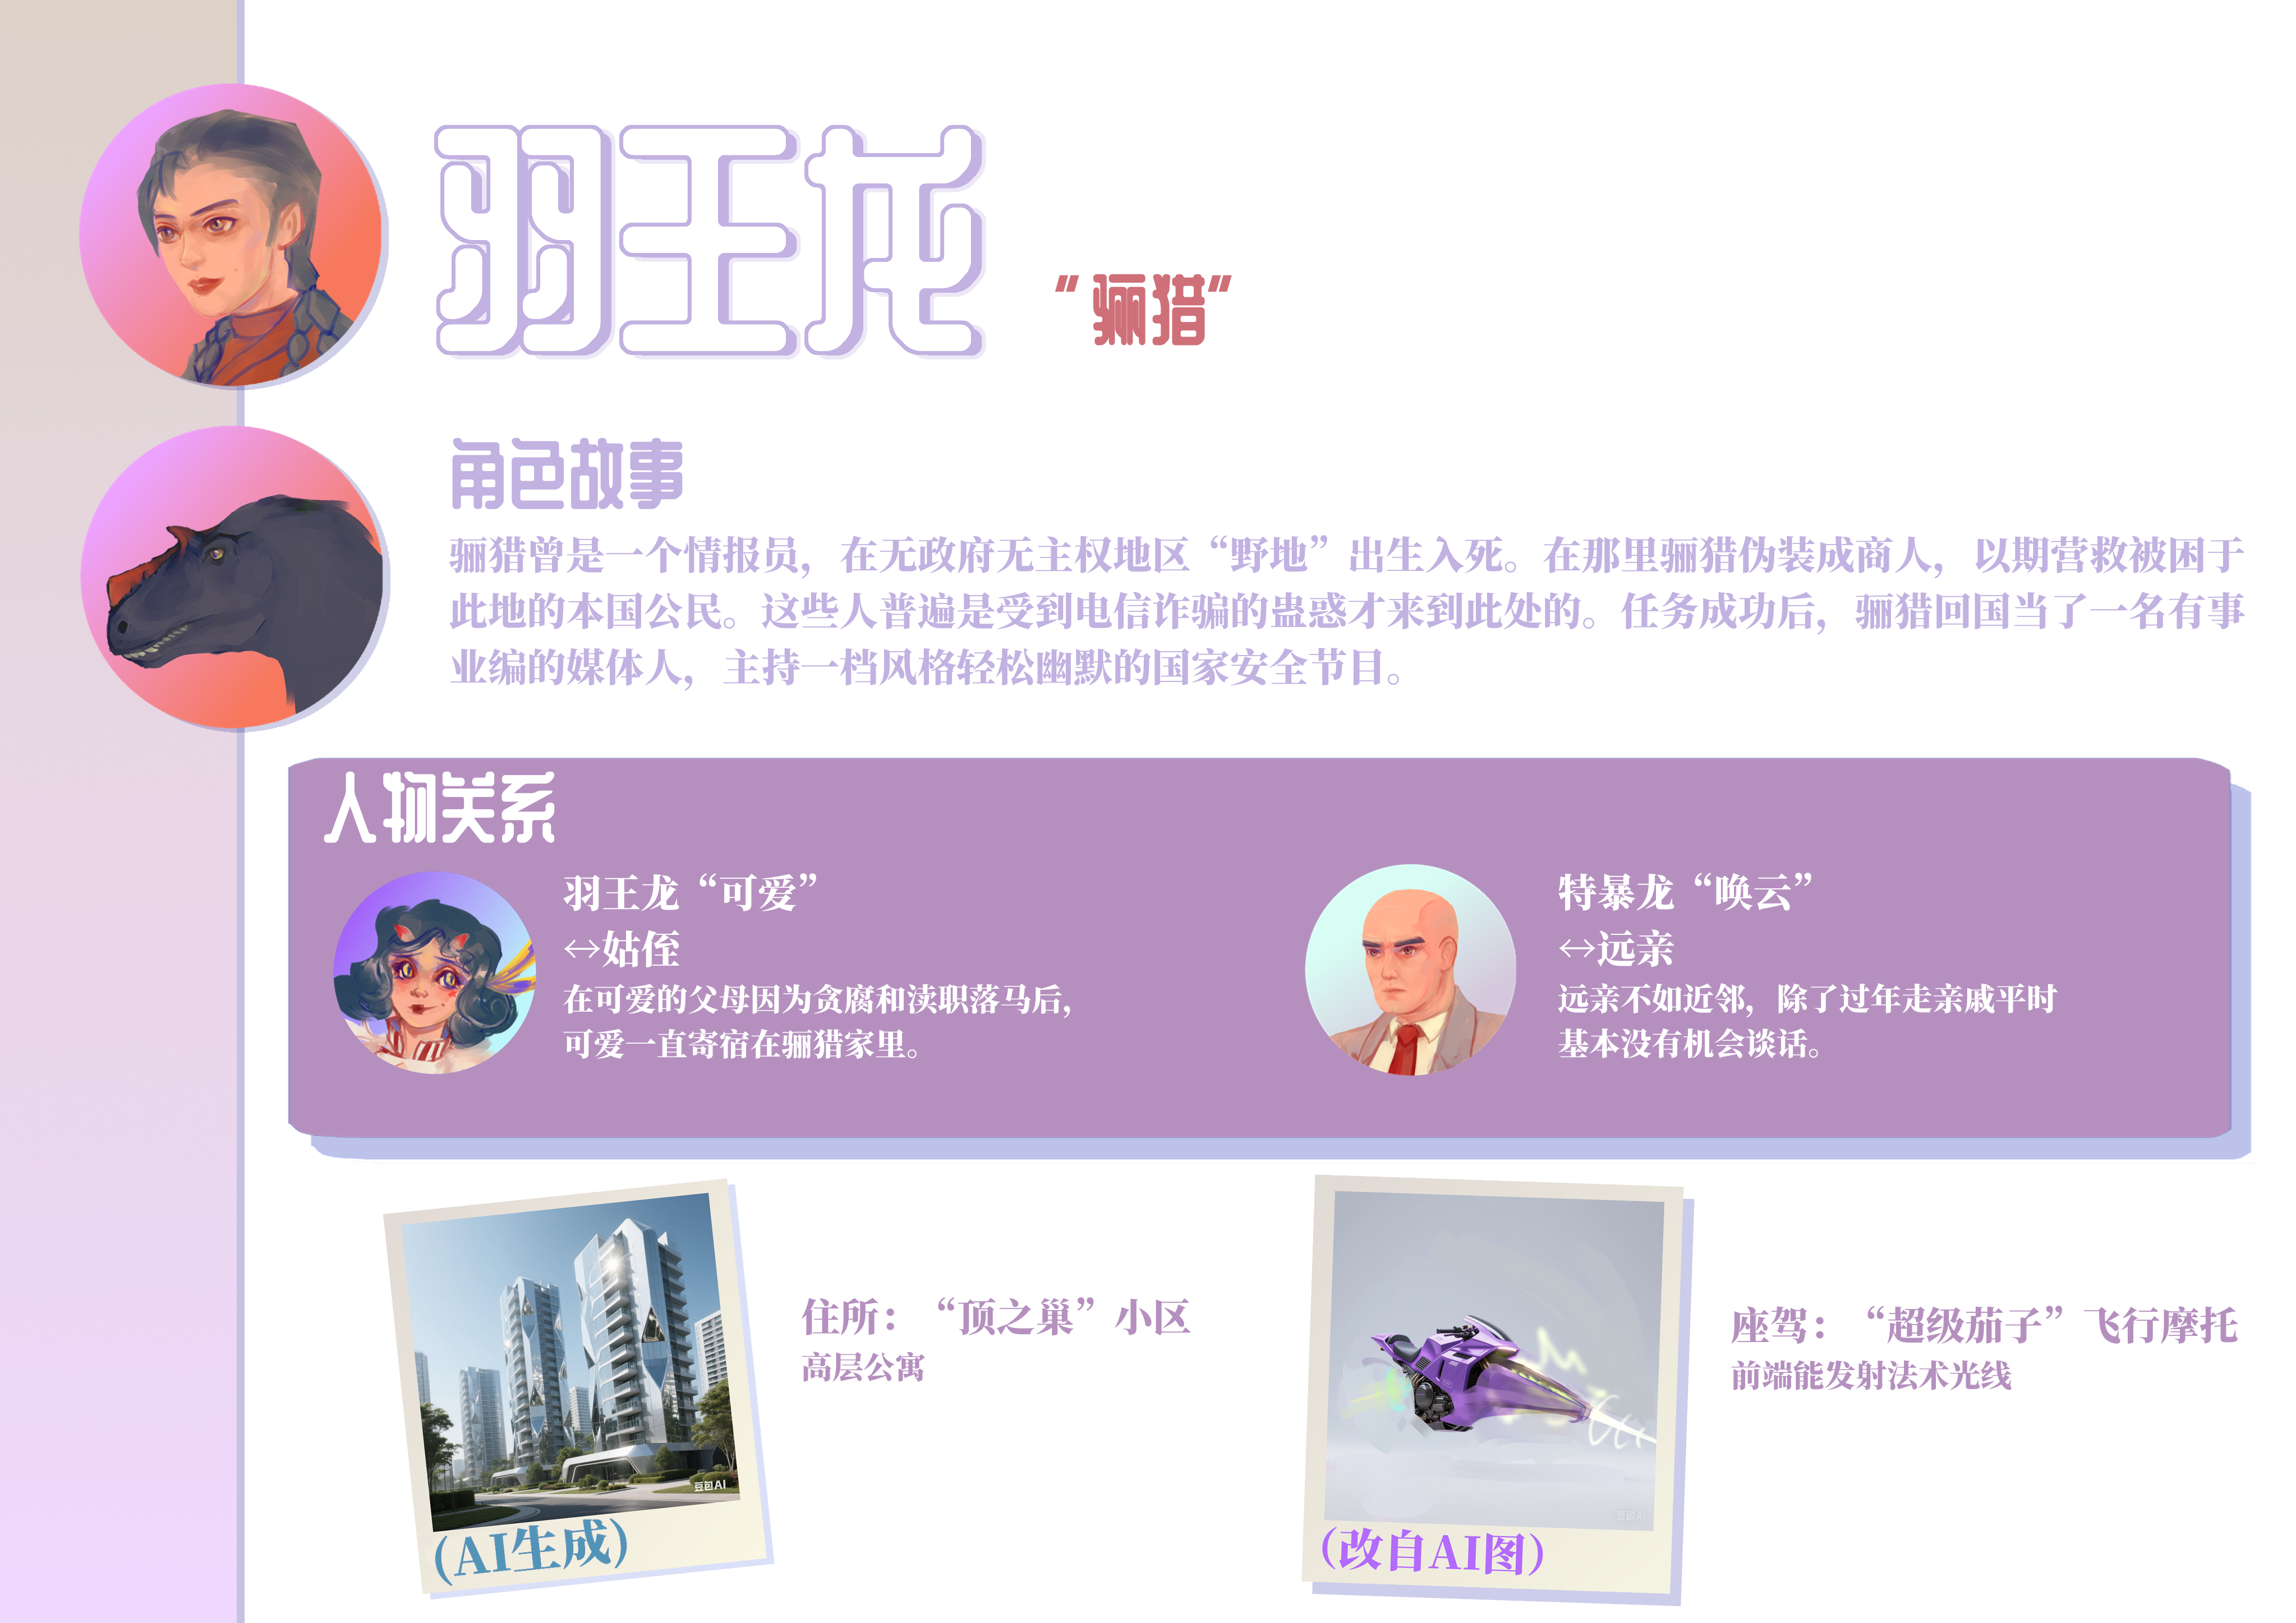 羽王龙
"骊猎"
角色故事
骊猎曾是一个情报员，在无政府无主权地区“野地”出生入死。在那里骊猎伪装成商人，以期营救被困于
此地的本国公民。这些人普遍是受到电信诈骗的蛊惑才来到此处的。任务成功后，骊猎回国当了一名有事
业编的媒体人，主持一档风格轻松幽默的国家安全节目。
人物关系
羽王龙“可爱”
↔姑侄
在可爱的父母因为贪腐和渎职落马后，
可爱一直寄宿在骊猎家里。
特暴龙“唤云”
↔远亲
远亲不如近邻，除了过年走亲戚平时
基本没有机会谈话。
住所：“顶之巢”小区
高层公寓
豆包AI
(AI生成)
座驾：“超级茄子”飞行摩托
前端能发射法术光线
豆包AI
(改自AI图)